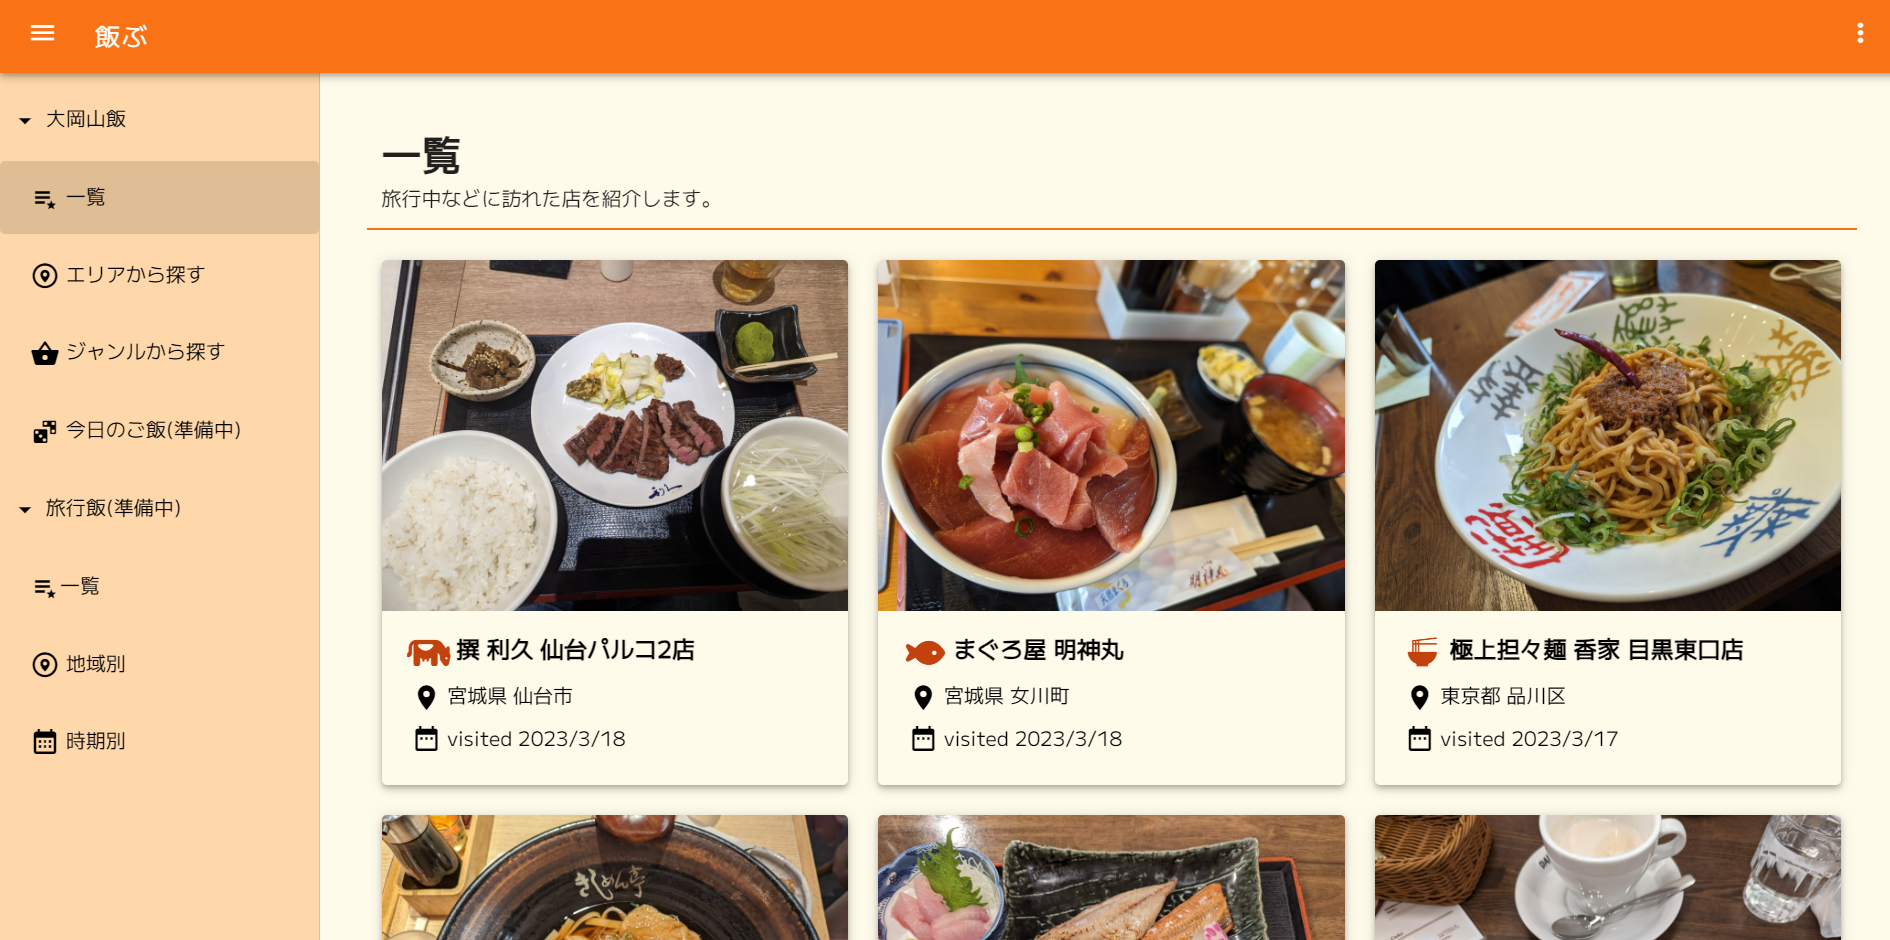 飯ぶ
大岡山飯
一覧
エリアから探す
ジャンルから探す
今日のご飯(準備中)
旅行飯(準備中)
一覧
地域別
時期別
一覧
旅行中などに訪れた店を紹介します。
撰 利久 仙台パルコ2店
宮城県 仙台市
visited 2023/3/18
まぐろ屋 明神丸
宮城県 女川町
visited 2023/3/18
極上担々麺 香家 目黒東口店
東京都 品川区
visited 2023/3/17
きしめん亭